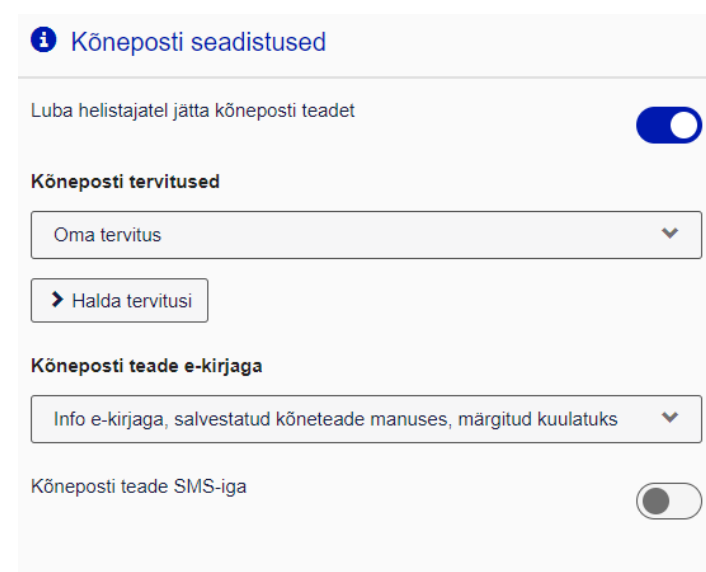 Kõneposti seadistused
Luba helistajatel jätta kõneposti teadet
Kõneposti tervitused
Oma tervitus
Halda tervitusi
Kõneposti teade e-kirjaga
Info e-kirjaga, salvestatud kõneteade manuses, märgitud kuulatuks
Kõneposti teade SMS-iga